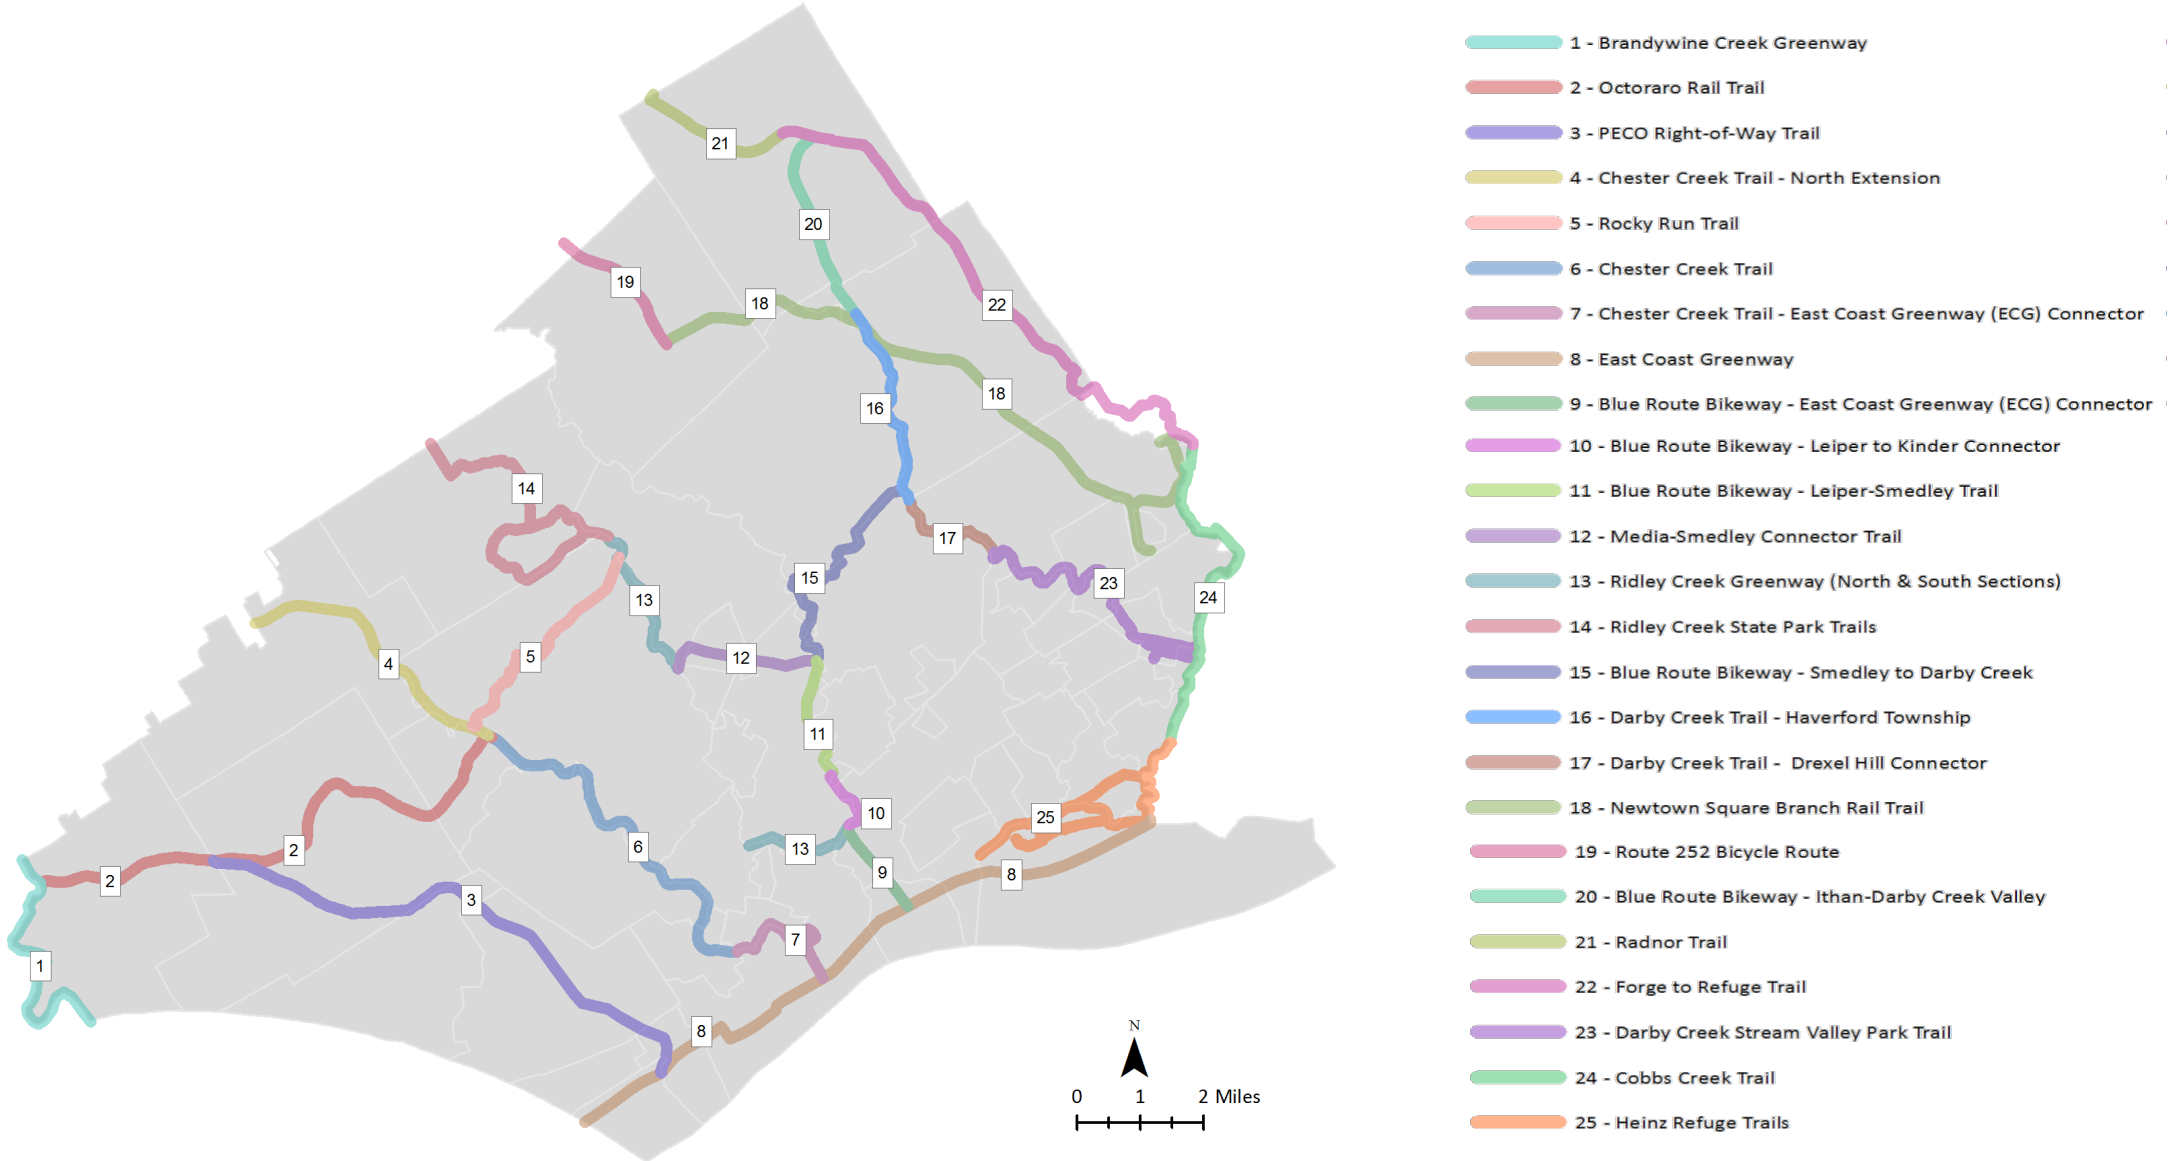 1 - Brandywine Creek Greenway
2 - Octoraro Rail Trail
3 - PECO Right-of-Way Trail
4 - Chester Creek Trail - North Extension
5 - Rocky Run Trail
6 - Chester Creek Trail
7 - Chester Creek Trail - East Coast Greenway (ECG) Connector
8 - East Coast Greenway
9 - Blue Route Bikeway - East Coast Greenway (ECG) Connector
10 - Blue Route Bikeway - Leiper to Kinder Connector
11 - Blue Route Bikeway - Leiper-Smedley Trail
12 - Media-Smedley Connector Trail
13 - Ridley Creek Greenway (North & South Sections)
14 - Ridley Creek State Park Trails
15 - Blue Route Bikeway - Smedley to Darby Creek
16 - Darby Creek Trail - Haverford Township
17 - Darby Creek Trail - Drexel Hill Connector
18 - Newtown Square Branch Rail Trail
19 - Route 252 Bicycle Route
20 - Blue Route Bikeway - Ithan-Darby Creek Valley
21 - Radnor Trail
22 - Forge to Refuge Trail
23 - Darby Creek Stream Valley Park Trail
24 - Cobbs Creek Trail
25 - Heinz Refuge Trails
21
20
19
18
22
18
16
14
17
15
23
13
24
5
12
4
11
10
25
6
13
2
9
8
2
3
7
1
8
N
0 1 2 Miles